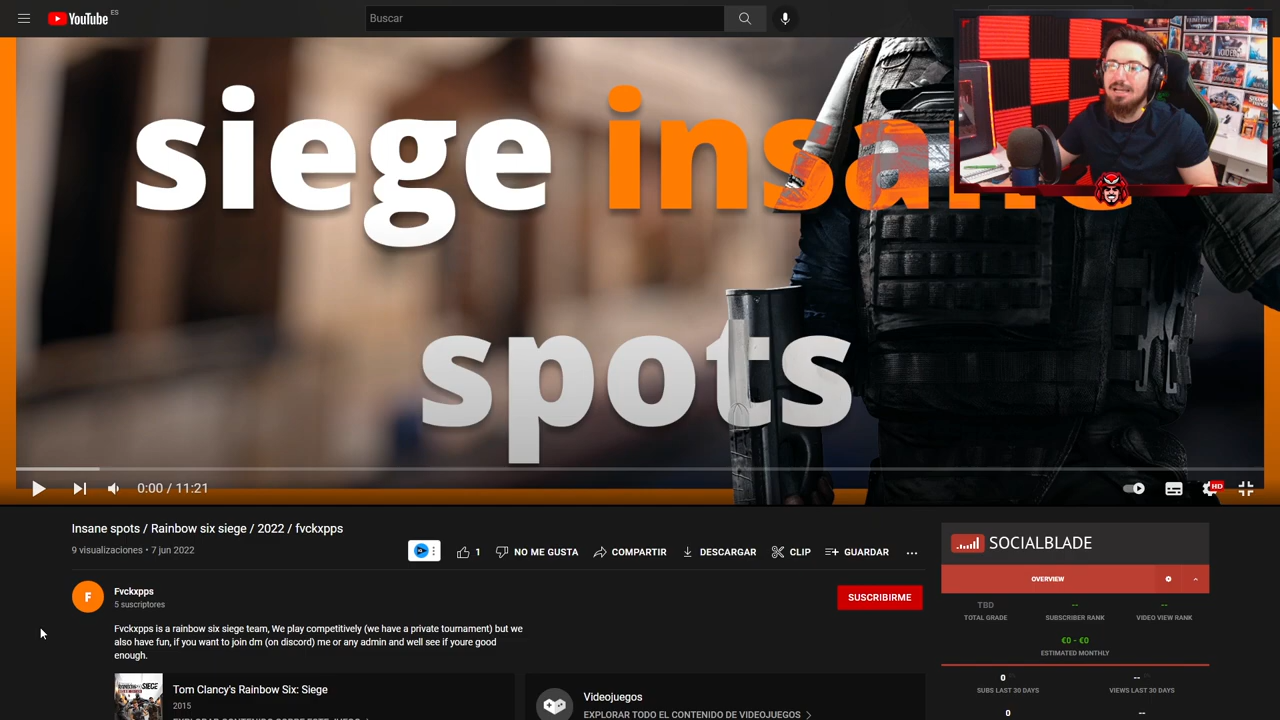 YouTube ES
Buscar
siege insane
spots
0:00 / 11:21
HD
Insane spots / Rainbow six siege / 2022 / fvckxpps
9 visualizaciones • 7 jun 2022
1
NO ME GUSTA
COMPARTIR
DESCARGAR
CLIP
GUARDAR
F
Fvckxpps
5 suscriptores
SUSCRIBIRME
Fvckxpps is a rainbow six siege team, We play competitively (we have a private tournament) but we
also have fun, if you want to join dm (on discord) me or any admin and well see if youre good
enough.
Tom Clancy's Rainbow Six: Siege
2015
Videojuegos
EXPLORAR TODO EL CONTENIDO DE VIDEOJUEGOS
SOCIALBLADE
OVERVIEW
TBD
TOTAL GRADE
--
SUBSCRIBER RANK
--
VIDEO VIEW RANK
€0 - €0
ESTIMATED MONTHLY
0
SUBS LAST 30 DAYS
--
VIEWS LAST 30 DAYS
0
--